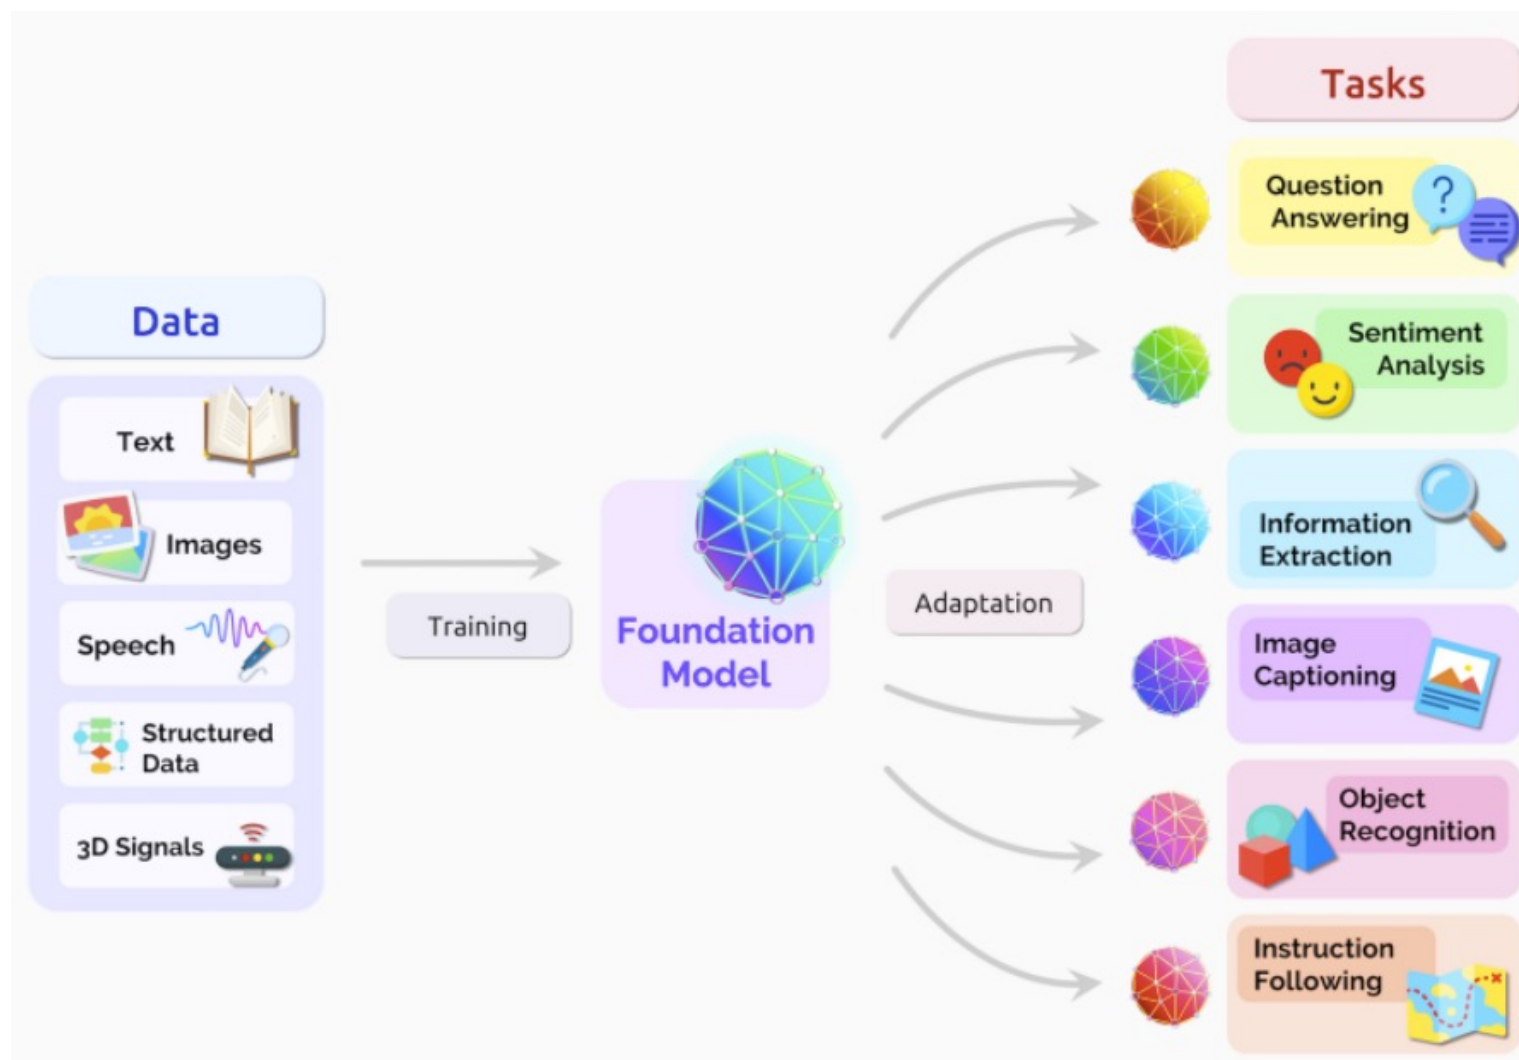 Data
Text
Images
Speech
Structured
Data
3D Signals
Training
Foundation
Model
Adaptation
Tasks
Question
Answering
?
Sentiment
Analysis
Information
Extraction
Image
Captioning
Object
Recognition
Instruction
Following